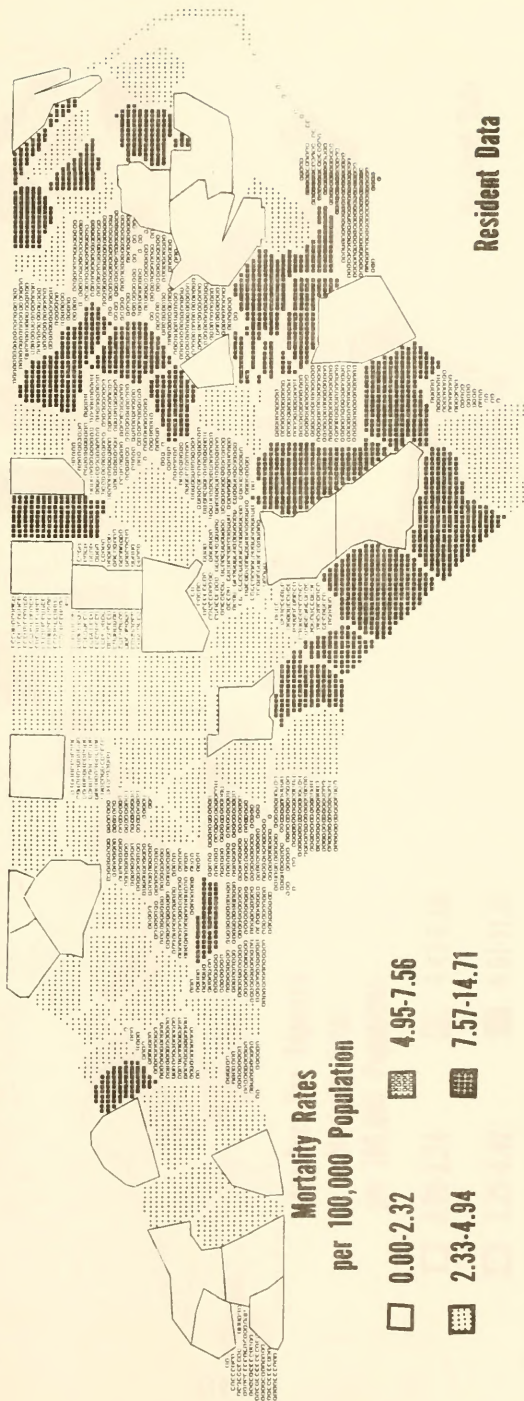 Mortality Rates
per 100,000 Population
0.00-2.32
4.95-7.56
2.33-4.94
7.57-14.71
Resident Data